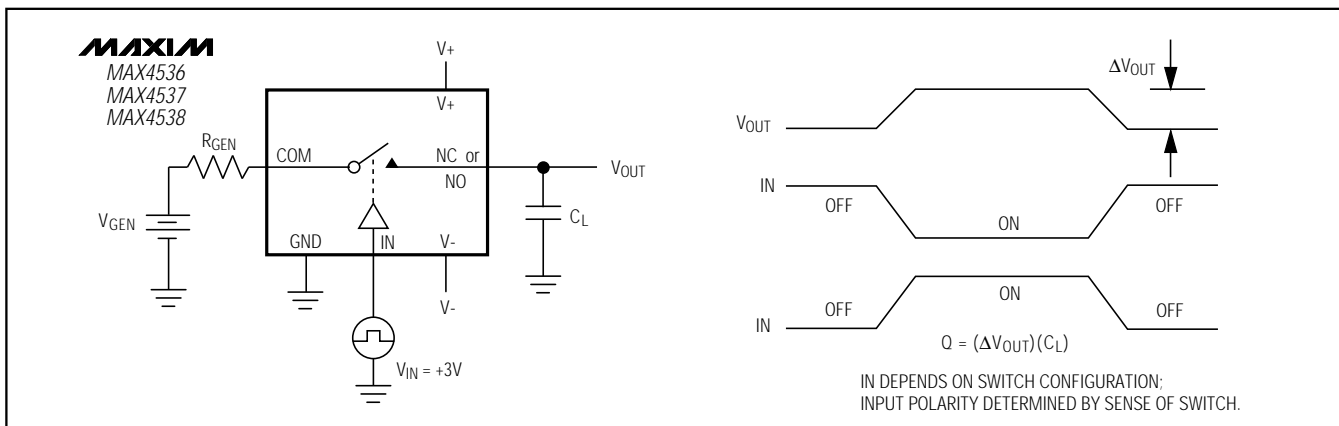 MAXIM
MAX4536
MAX4537
MAX4538
V+
V+
RGEN
COM
NC or
NO
VOUT
VGEN
CL
GND
IN
V-
V-
VIN = +3V
ΔVOUT
VOUT
IN
OFF
ON
OFF
IN
OFF
ON
OFF
Q = (ΔVOUT)(CL)
IN DEPENDS ON SWITCH CONFIGURATION;
INPUT POLARITY DETERMINED BY SENSE OF SWITCH.